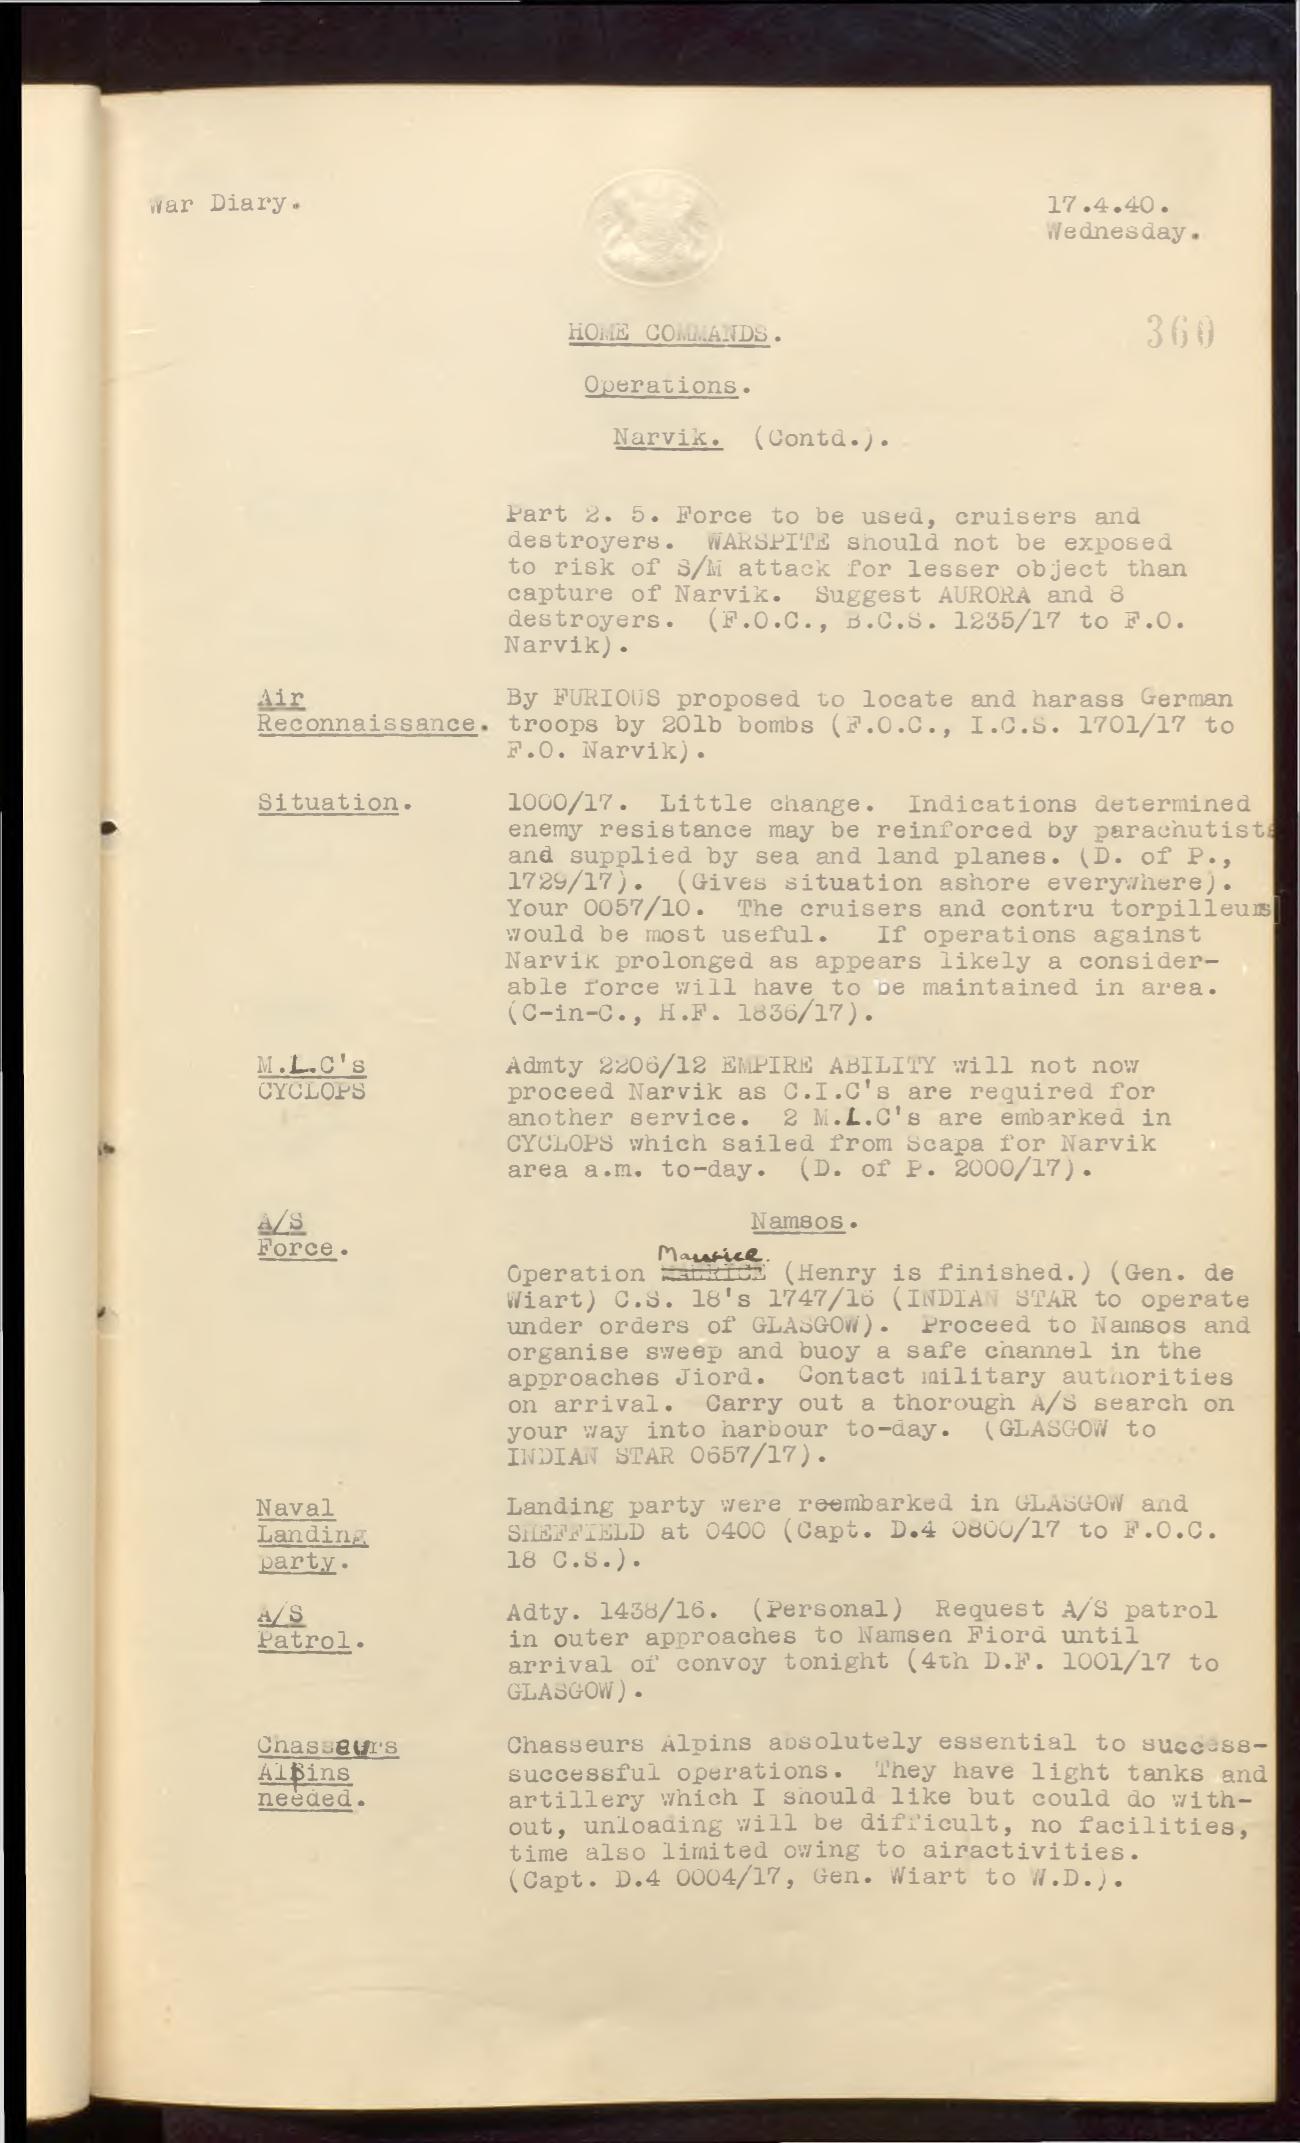 War Diary.
17.4.40.
Wednesday.
360
HOME COMMANDS.
Operations.
Narvik. (Contd.).
Part 2. 5. Force to be used, cruisers and
destroyers. WARSPITE should not be exposed
to risk of S/M attack for lesser object than
capture of Narvik. Suggest AURORA and 8
destroyers. (F.O.C., B.C.S. 1235/17 to F.O.
Narvik).
Air
Reconnaissance.
By FURIOUS proposed to locate and harass German
troops by 20lb bombs (F.O.C., I.C.S. 1701/17 to
F.O. Narvik).
Situation.
1000/17. Little change. Indications determined
enemy resistance may be reinforced by parachutists
and supplied by sea and land planes. (D. of P.,
1729/17). (Gives situation ashore everywhere).
Your 0057/10. The cruisers and contru torpilleurs
would be most useful. If operations against
Narvik prolonged as appears likely a consider-
able force will have to be maintained in area.
(C-in-C., H.F. 1836/17).
M.L.C's
CYCLOPS
Admty 2206/12 EMPIRE ABILITY will not now
proceed Narvik as C.I.C's are required for
another service. 2 M.L.C's are embarked in
CYCLOPS which sailed from Scapa for Narvik
area a.m. to-day. (D. of P. 2000/17).
A/S
Force.
Namsos.
Maurice.
Operation MAURICE (Henry is finished.) (Gen. de
Wiart) C.S. 18's 1747/16 (INDIAN STAR to operate
under orders of GLASGOW). Proceed to Namsos and
organise sweep and buoy a safe channel in the
approaches Jiord. Contact military authorities
on arrival. Carry out a thorough A/S search on
your way into harbour to-day. (GLASGOW to
INDIAN STAR 0657/17).
Naval
Landing
party.
Landing party were reembarked in GLASGOW and
SHEFFIELD at 0400 (Capt. D.4 0800/17 to F.O.C.
18 C.S.).
A/S
Patrol.
Adty. 1438/16. (Personal) Request A/S patrol
in outer approaches to Namsen Fiord until
arrival of convoy tonight (4th D.F. 1001/17 to
GLASGOW).
Chasseurs
Alpins
needed.
Chasseurs Alpins absolutely essential to success-
successful operations. They have light tanks and
artillery which I should like but could do with-
out, unloading will be difficult, no facilities,
time also limited owing to airactivities.
(Capt. D.4 0004/17, Gen. Wiart to W.D.).